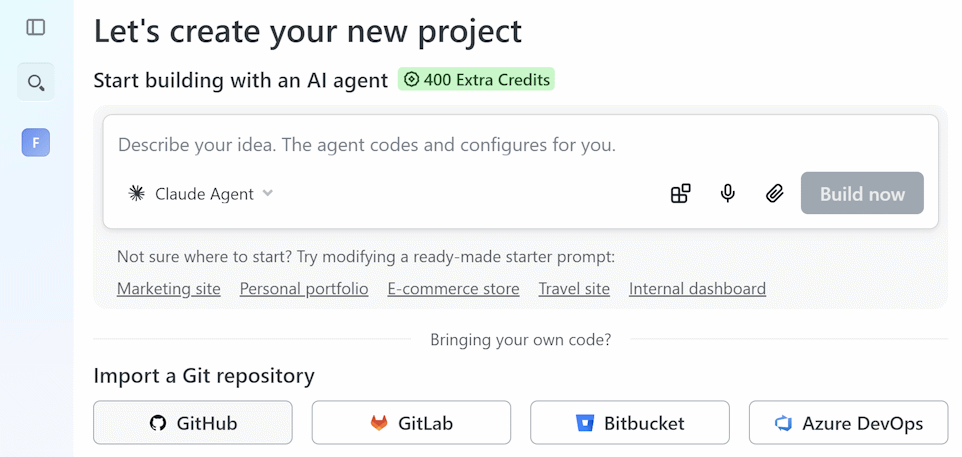 Let's create your new project
Start building with an AI agent 400 Extra Credits
Describe your idea. The agent codes and configures for you.
F
Claude Agent Build now
Not sure where to start? Try modifying a ready-made starter prompt:
Marketing site Personal portfolio E-commerce store Travel site Internal dashboard
Bringing your own code?
Import a Git repository
GitHub GitLab Bitbucket Azure DevOps